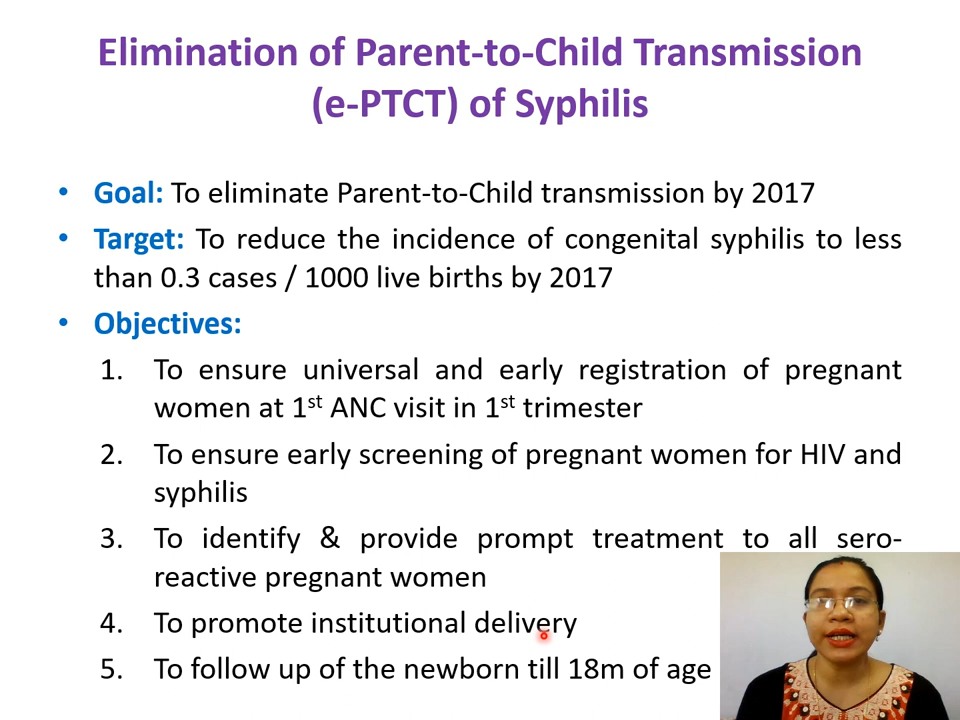 Elimination of Parent-to-Child Transmission
(e-PTCT) of Syphilis
• Goal: To eliminate Parent-to-Child transmission by 2017
• Target: To reduce the incidence of congenital syphilis to less
than 0.3 cases / 1000 live births by 2017
• Objectives:
1. To ensure universal and early registration of pregnant
women at 1st ANC visit in 1st trimester
2. To ensure early screening of pregnant women for HIV and
syphilis
3. To identify & provide prompt treatment to all sero-
reactive pregnant women
4. To promote institutional delivery
5. To follow up of the newborn till 18m of age